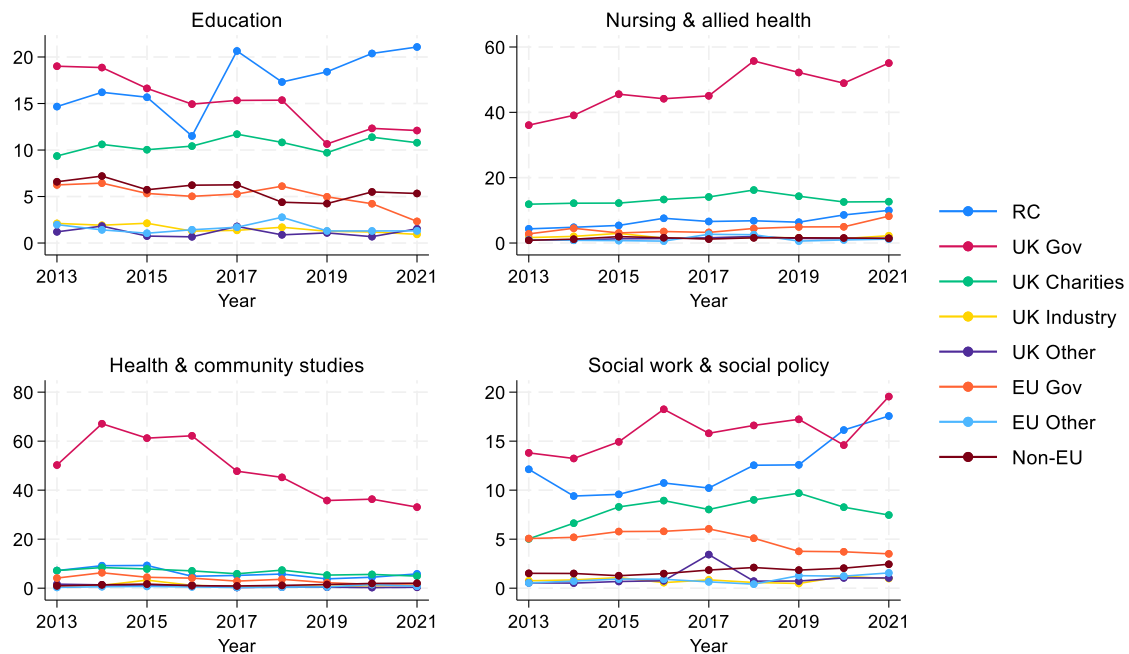 Education
20
15
10
5
0
2013 2015 2017 2019 2021
Year
Nursing & allied health
60
40
20
0
2013 2015 2017 2019 2021
Year
Health & community studies
80
60
40
20
0
2013 2015 2017 2019 2021
Year
Social work & social policy
20
15
10
5
0
2013 2015 2017 2019 2021
Year
RC
UK Gov
UK Charities
UK Industry
UK Other
EU Gov
EU Other
Non-EU